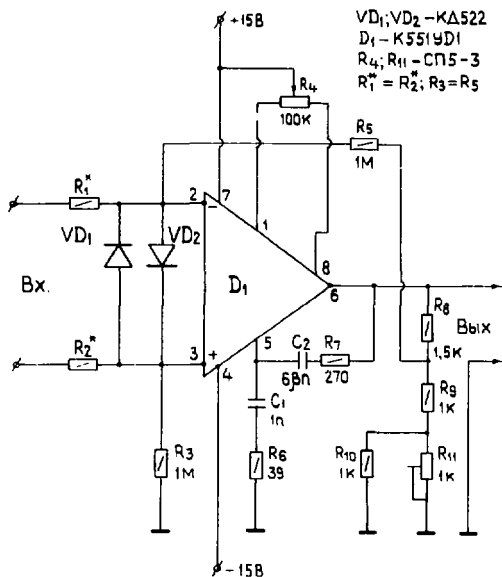 +15В
VD1; VD2 – КД522
D1 – К551УД1
R4; R11 – СП5-3
R1* = R2*; R3 = R5
R4
100К
R5
1М
R1*
2
–
7
1
VD1
VD2
8
6
Вх.
D1
R8
1,5К
Вых
R2*
3
+
4
5
C2
R7
68п
270
R9
1К
C1
1п
R3
1М
R6
39
R10
1К
R11
1К
-15В